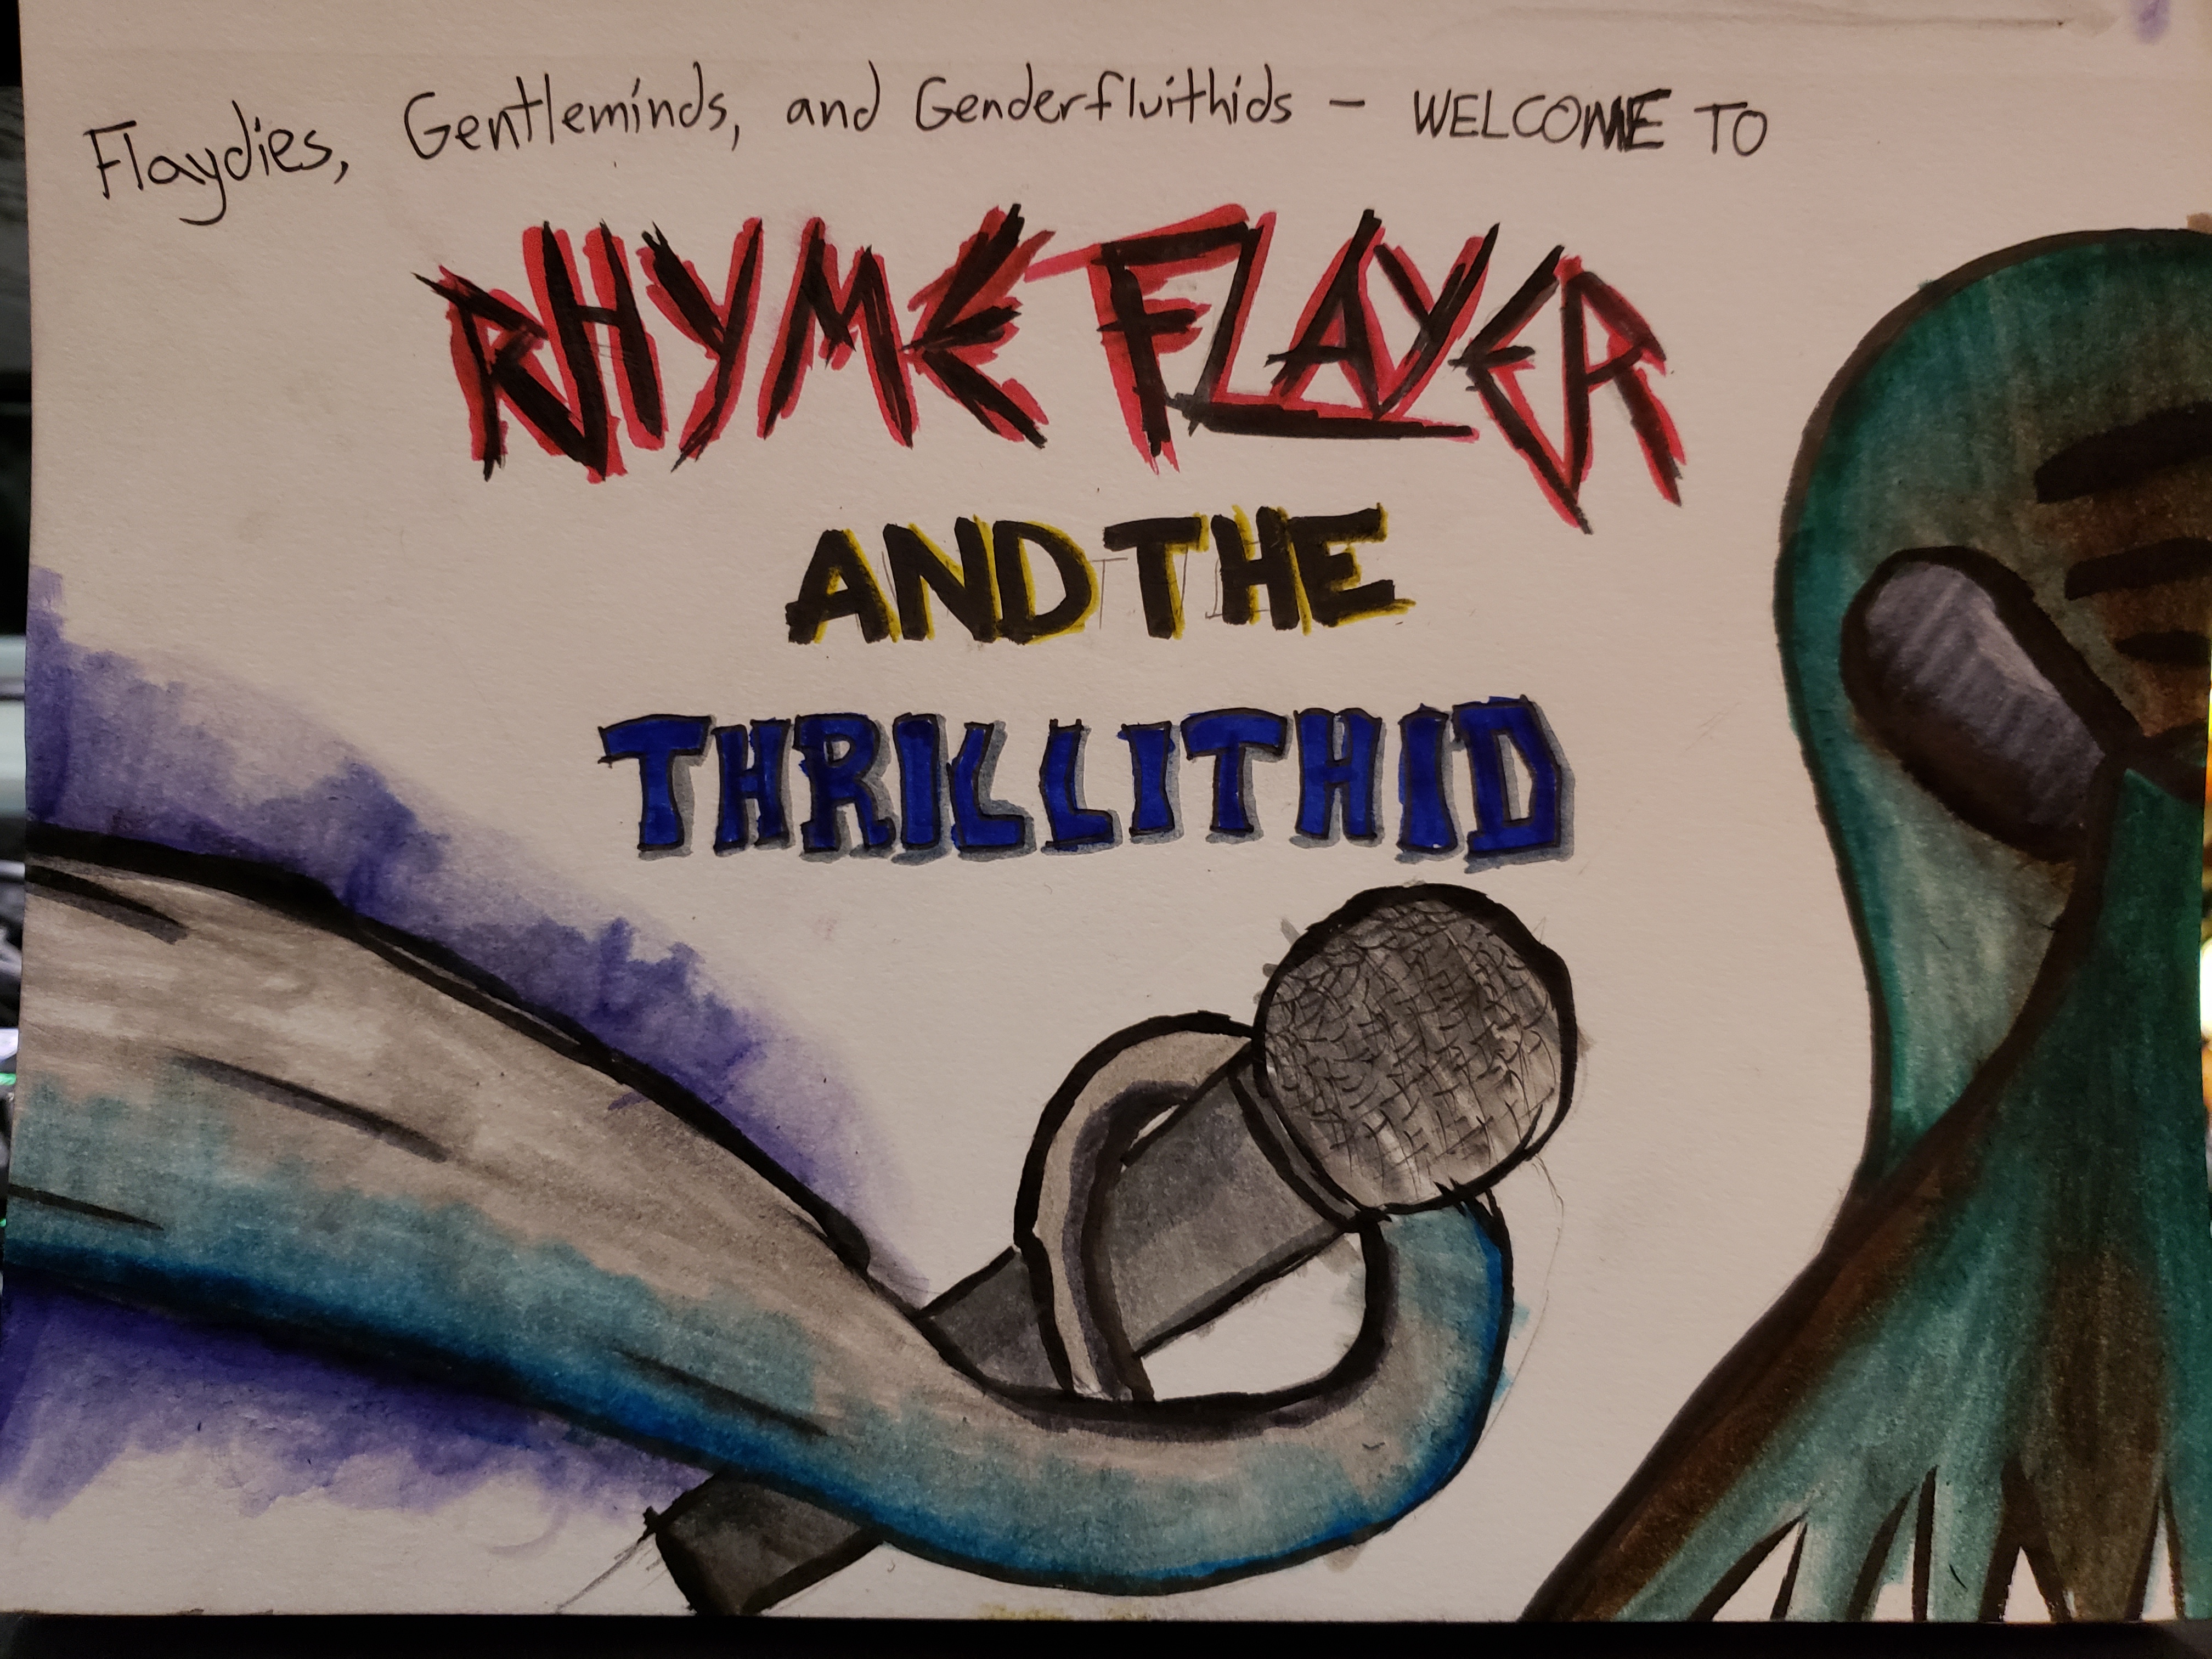 Flaydies, Gentleminds, and Genderfluithids - WELCOME TO
RHYME FLAYER
AND THE
THRILLITHID